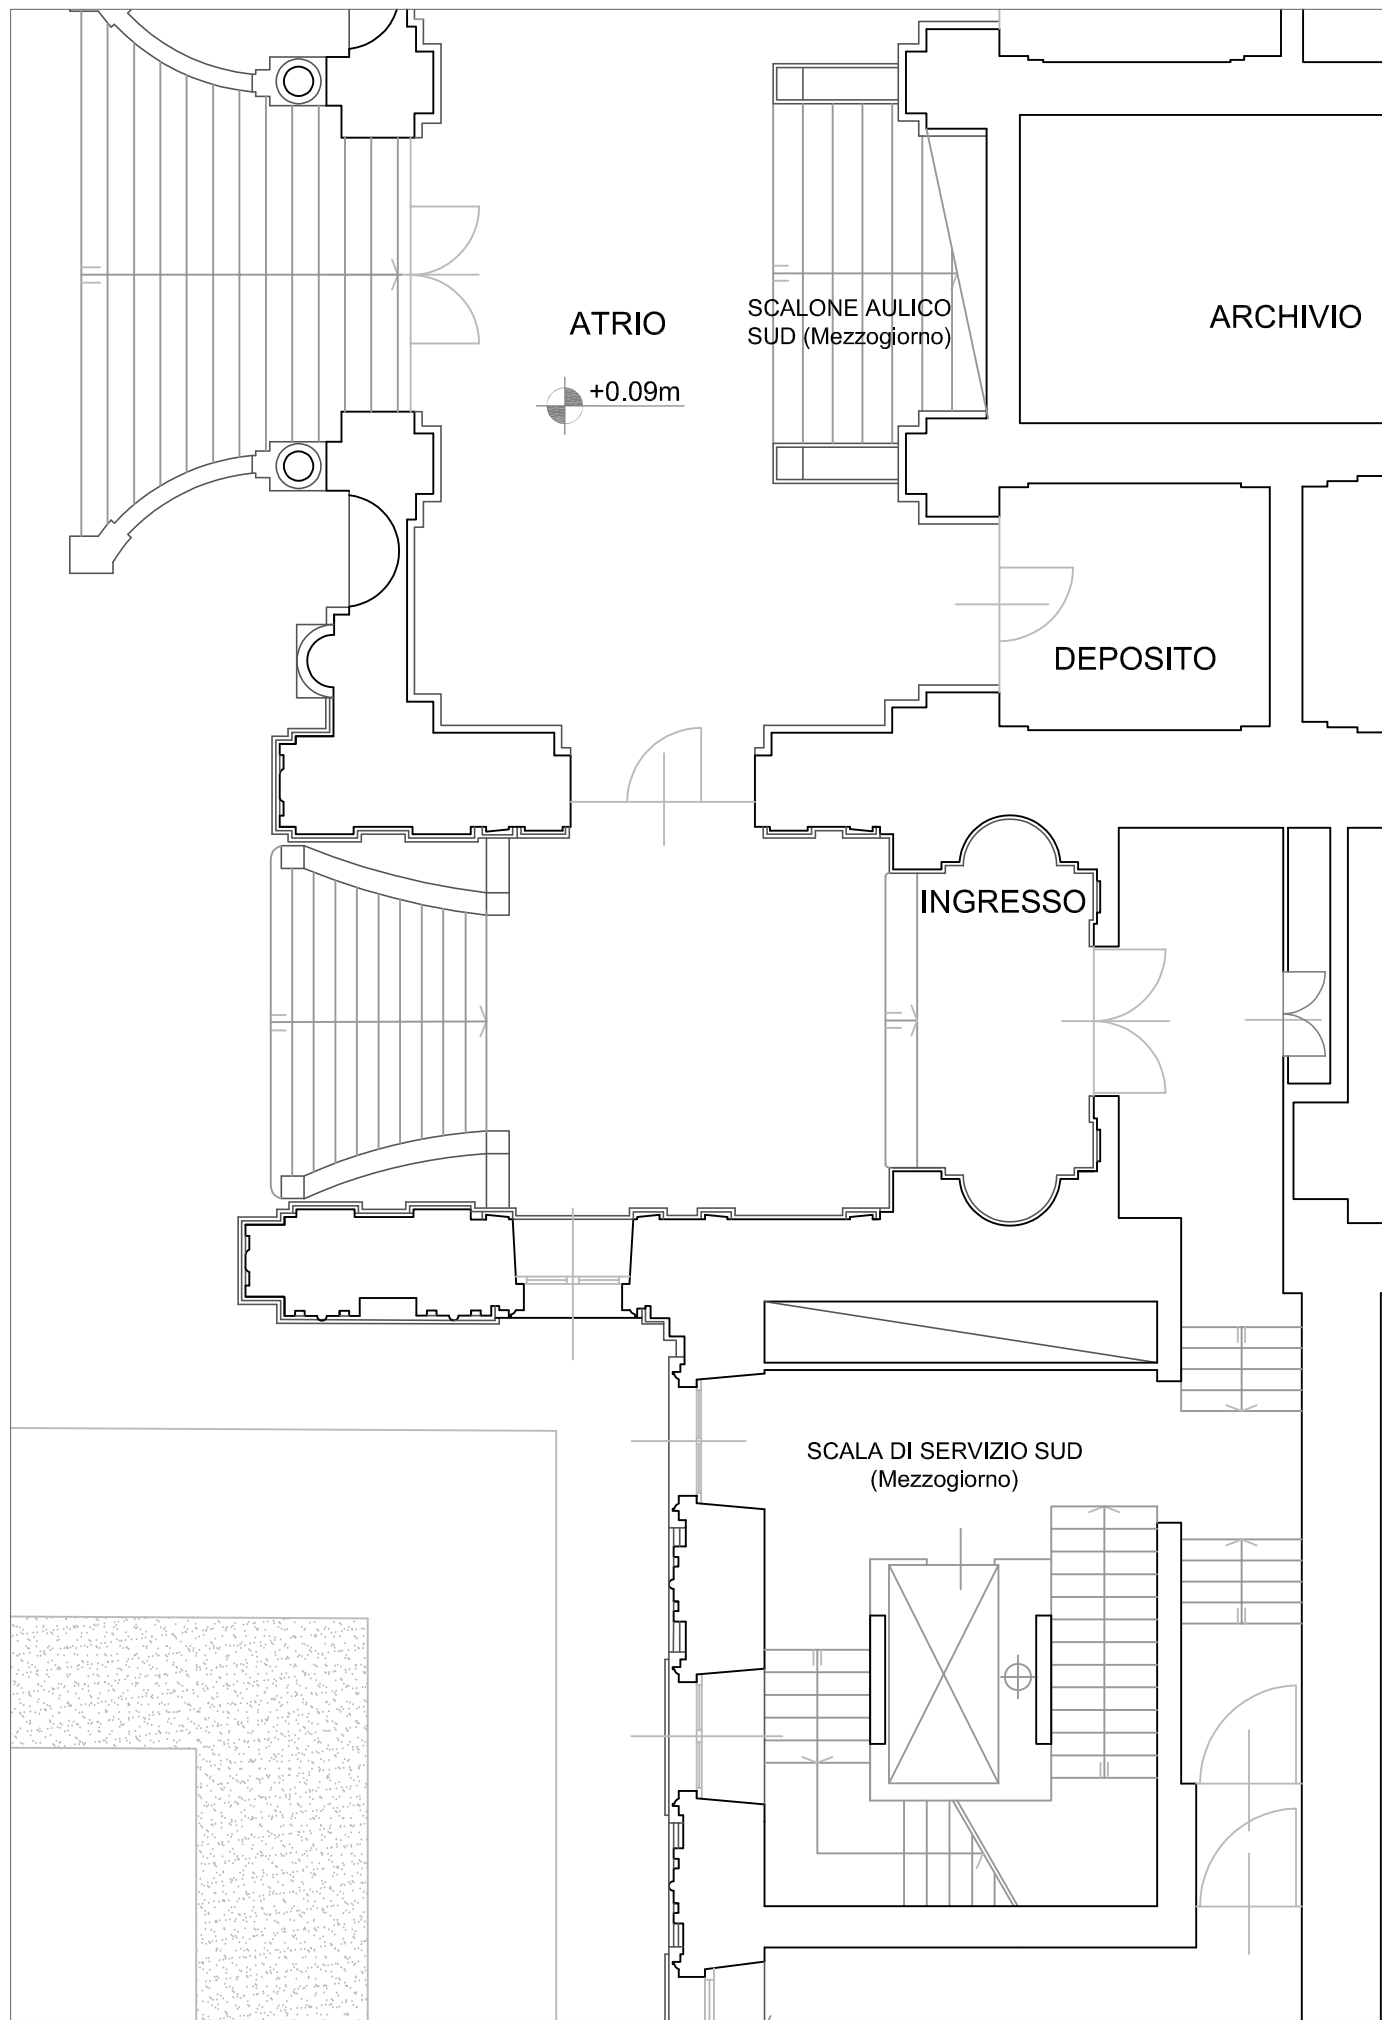 ATRIO
+0.09m
SCALONE AULICO
SUD (Mezzogiorno)
ARCHIVIO
DEPOSITO
INGRESSO
SCALA DI SERVIZIO SUD
(Mezzogiorno)